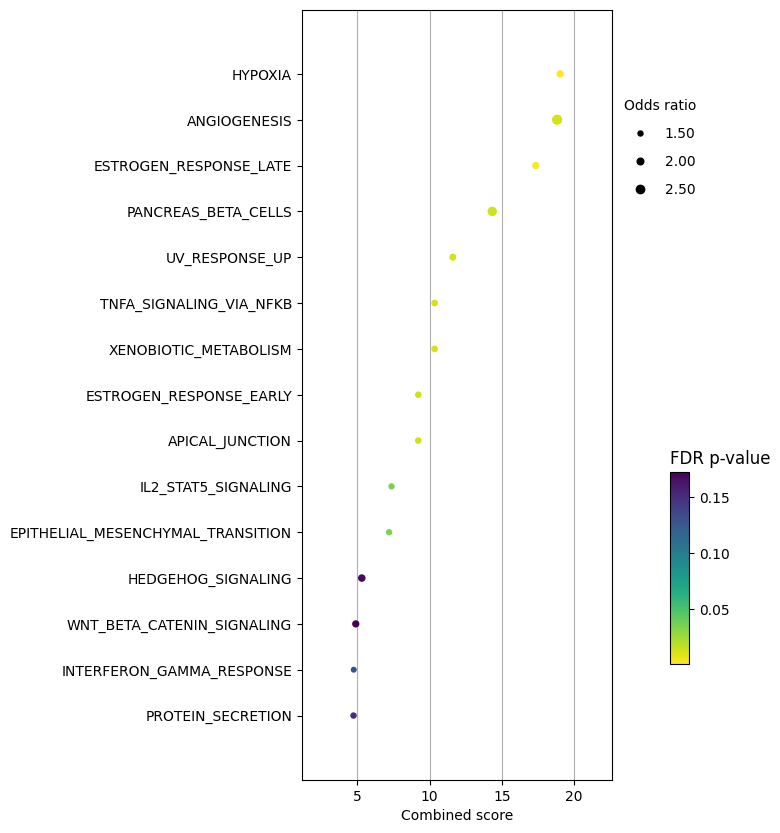 HYPOXIA
ANGIOGENESIS
ESTROGEN_RESPONSE_LATE
PANCREAS_BETA_CELLS
UV_RESPONSE_UP
TNFA_SIGNALING_VIA_NFKB
XENOBIOTIC_METABOLISM
ESTROGEN_RESPONSE_EARLY
APICAL_JUNCTION
IL2_STAT5_SIGNALING
EPITHELIAL_MESENCHYMAL_TRANSITION
HEDGEHOG_SIGNALING
WNT_BETA_CATENIN_SIGNALING
INTERFERON_GAMMA_RESPONSE
PROTEIN_SECRETION
5 10 15 20
Combined score
Odds ratio
1.50
2.00
2.50
FDR p-value
0.15
0.10
0.05